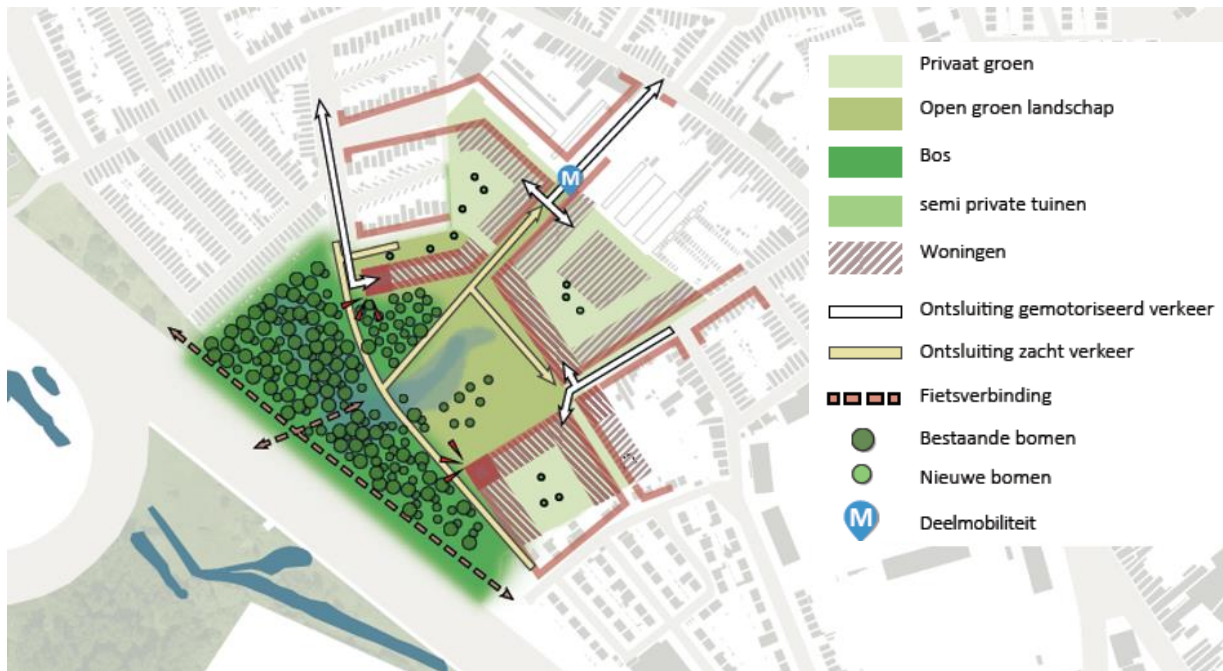 M
Privaat groen
Open groen landschap
Bos
semi private tuinen
Woningen
Ontsluiting gemotoriseerd verkeer
Ontsluiting zacht verkeer
Fietsverbinding
Bestaande bomen
Nieuwe bomen
M Deelmobiliteit